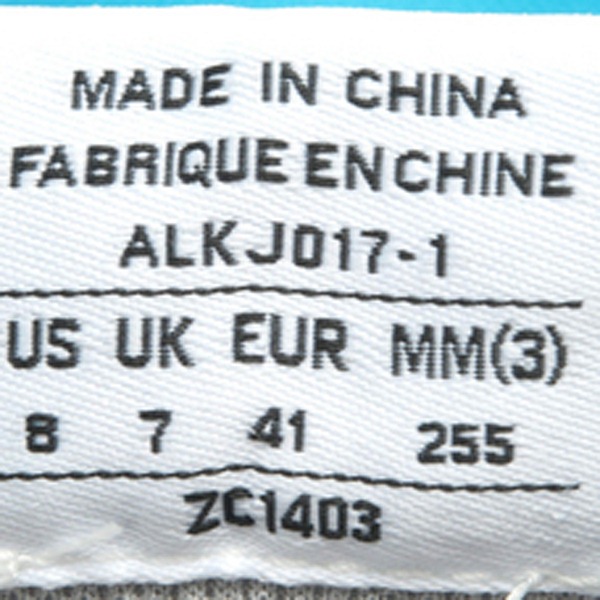 MADE IN CHINA
FABRIQUE EN CHINE
ALKJ017-1
US UK EUR MM(3)
8 7 41 255
ZC1403